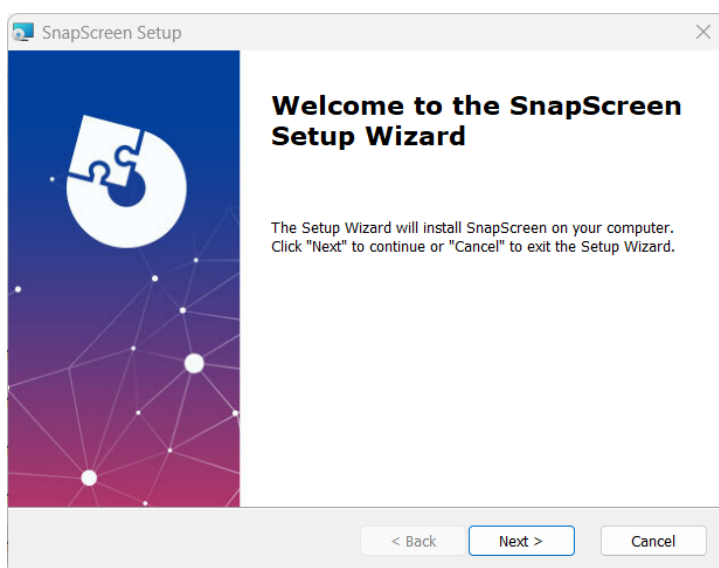 SnapScreen Setup
Welcome to the SnapScreen
Setup Wizard
The Setup Wizard will install SnapScreen on your computer.
Click "Next" to continue or "Cancel" to exit the Setup Wizard.
< Back
Next >
Cancel